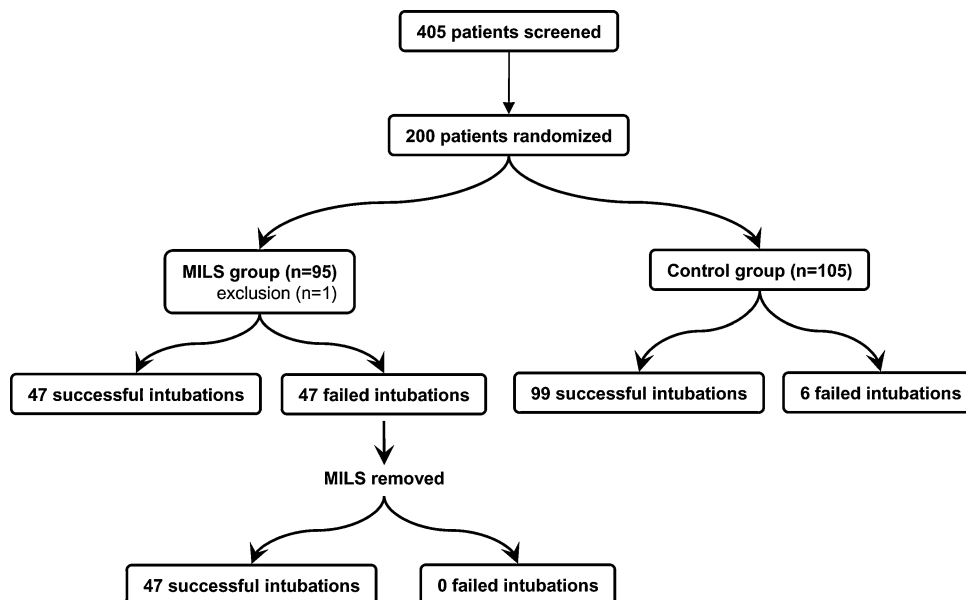 405 patients screened
200 patients randomized
MILS group (n=95)
exclusion (n=1)
Control group (n=105)
47 successful intubations
47 failed intubations
99 successful intubations
6 failed intubations
MILS removed
47 successful intubations
0 failed intubations